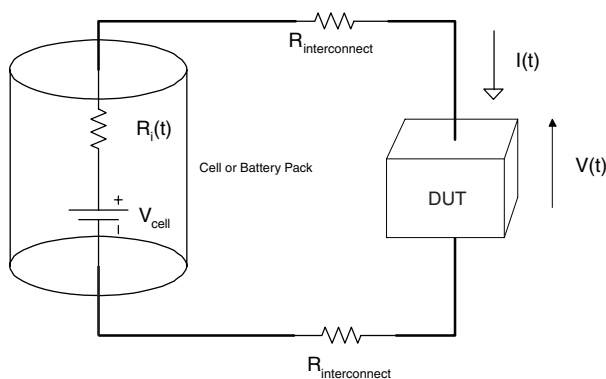 R_interconnect
I(t)
R_i(t)
Cell or Battery Pack
V(t)
DUT
+
V_cell
–
R_interconnect